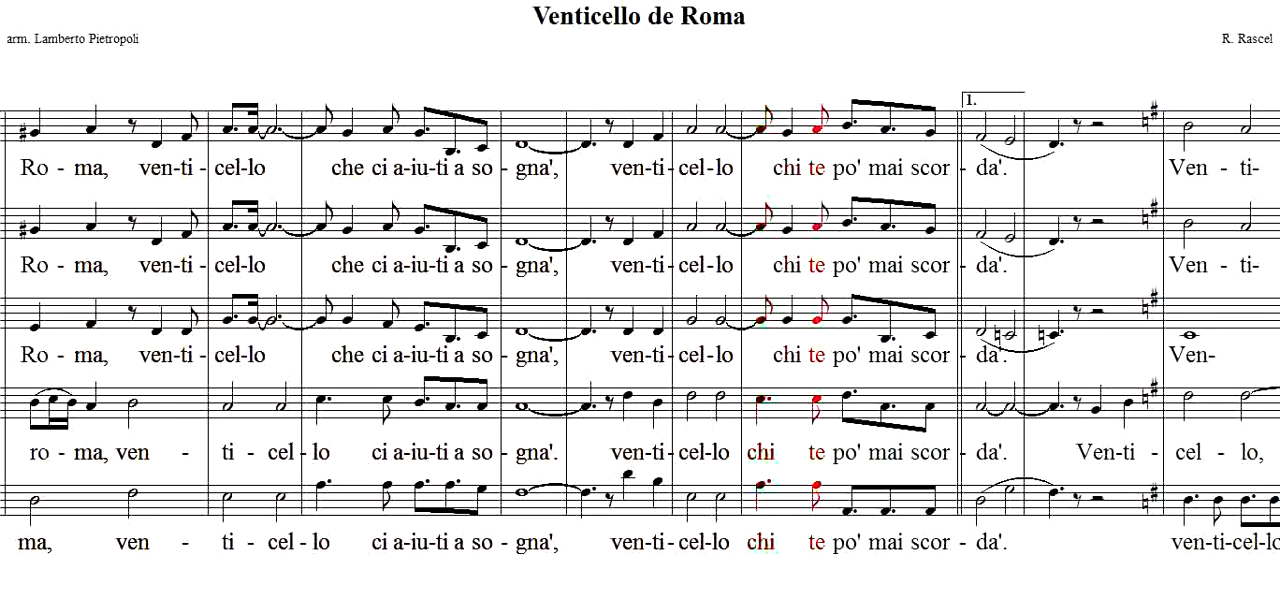 Venticello de Roma
arm. Lamberto Pietropoli
R. Rascel
1.
Ro - ma, ven-ti - cel-lo che ci a-iu-ti a so - gna', ven-ti-cel-lo chi te po' mai scor - da'. Ven - ti-
Ro - ma, ven-ti - cel-lo che ci a-iu-ti a so - gna', ven-ti-cel-lo chi te po' mai scor - da'. Ven - ti-
Ro - ma, ven-ti - cel-lo che ci a-iu-ti a so - gna', ven-ti-cel-lo chi te po' mai scor - da'. Ven-
ro - ma, ven - ti - cel - lo ci a-iu-ti a so - gna'. ven-ti-cel-lo chi te po' mai scor - da'. Ven-ti - cel - lo,
ma, ven - ti - cel - lo ci a-iu-ti a so - gna', ven-ti-cel-lo chi te po' mai scor - da'. ven-ti-cel-lo